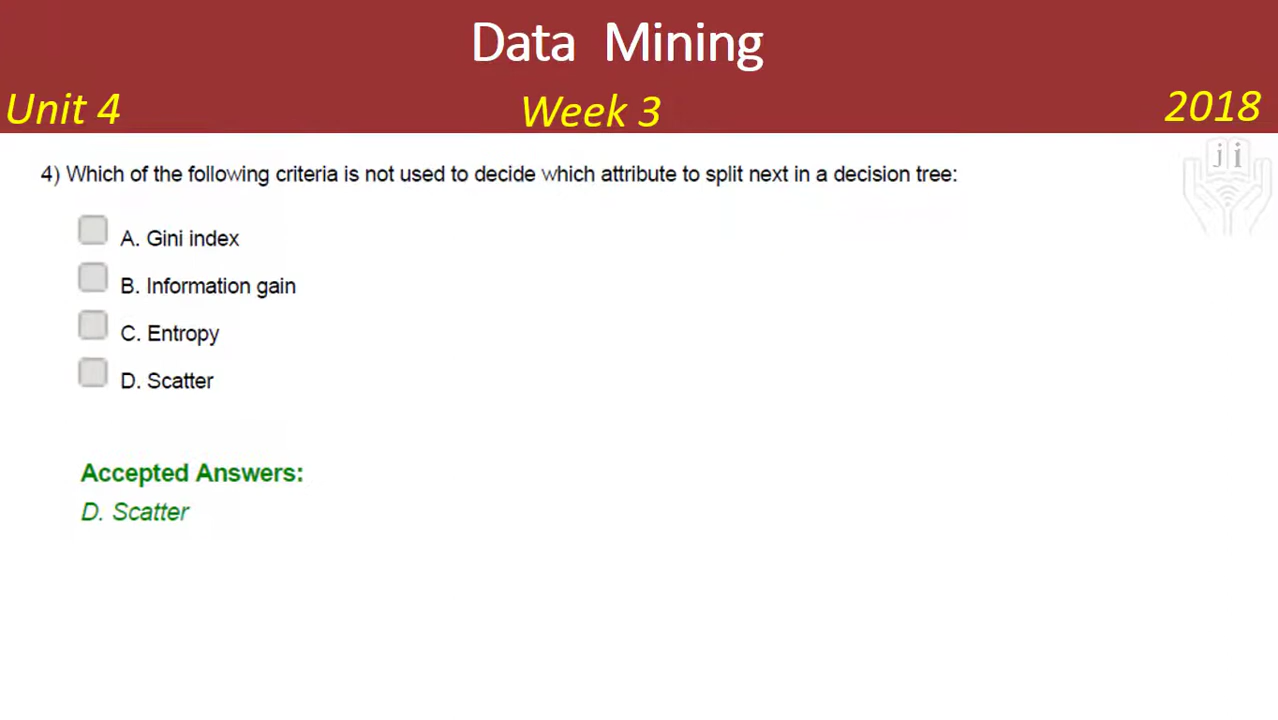 Data Mining
Unit 4 Week 3 2018
ji
4) Which of the following criteria is not used to decide which attribute to split next in a decision tree:
A. Gini index
B. Information gain
C. Entropy
D. Scatter
Accepted Answers:
D. Scatter